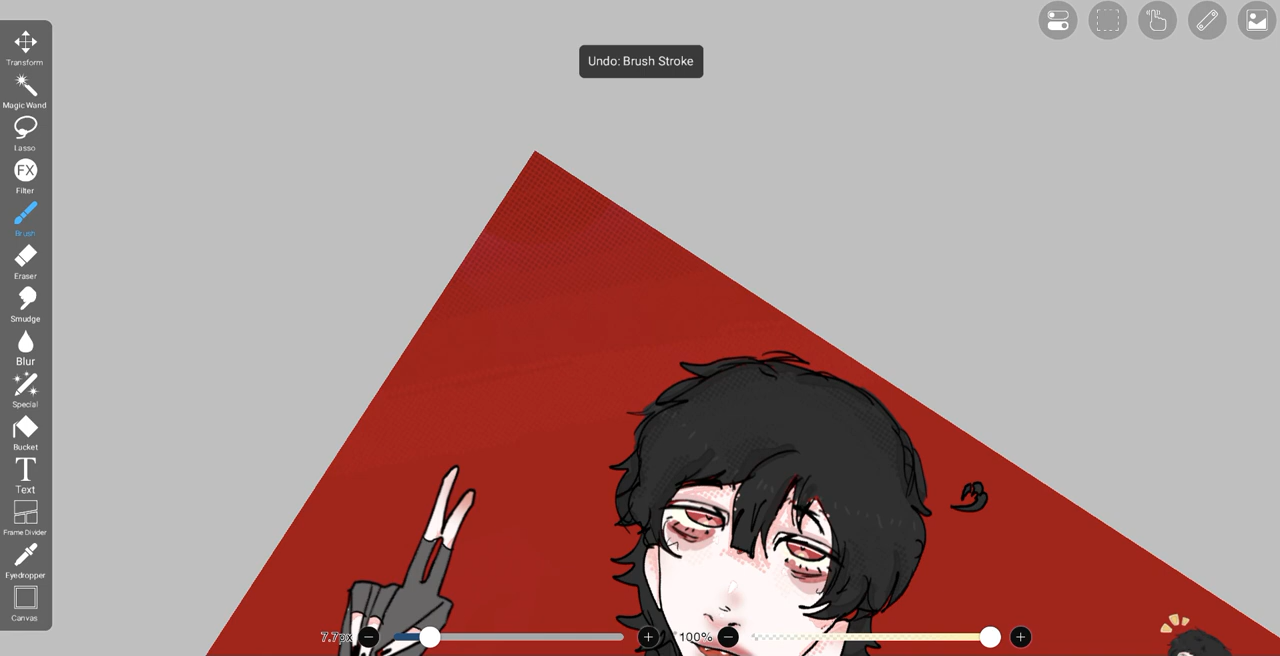 Undo: Brush Stroke
Transform
Magic Wand
Lasso
FX
Filter
Brush
Eraser
Smudge
Blur
Special
Bucket
T
Text
Frame Divider
Eyedropper
Canvas
7.7px
100%